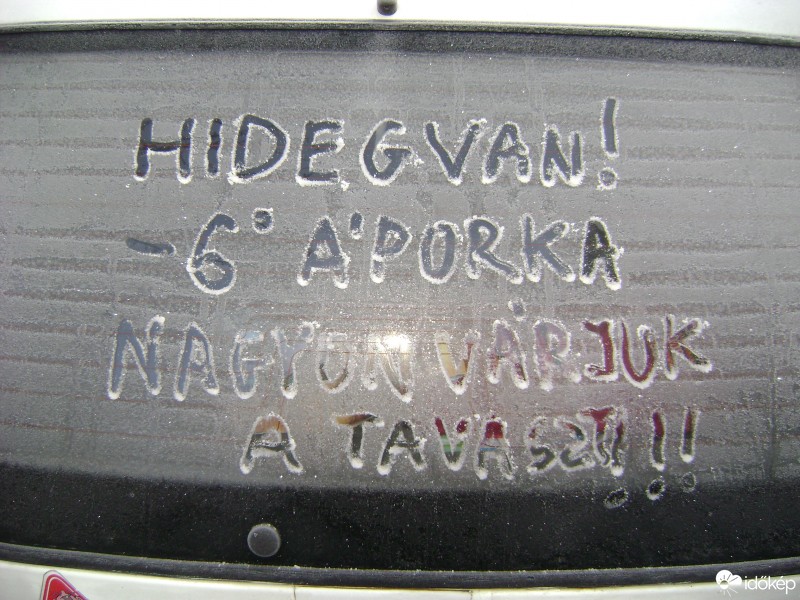 HIDEGVAN!
-6° Á'PORKA
NAGYON VÁRJUK
A TAVASZT!!!
időkép